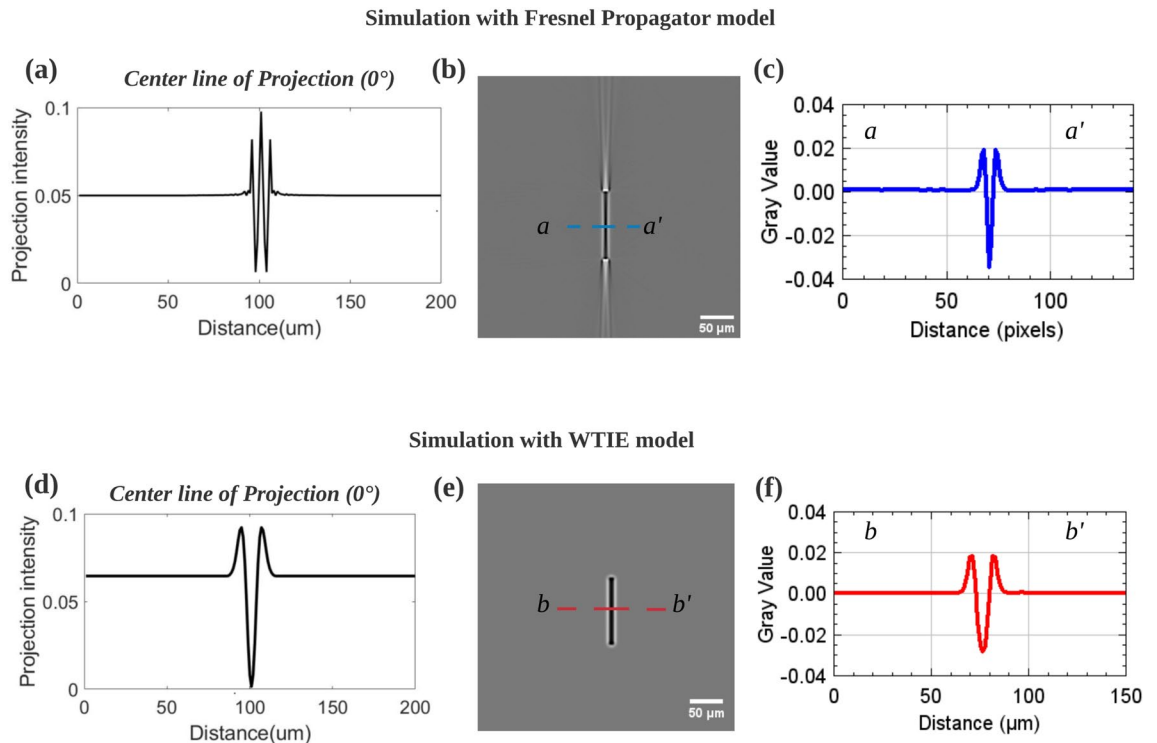 Simulation with Fresnel Propagator model
(a)
Center line of Projection (0°)
Projection intensity
0.1
0.05
0
0
50
100
150
200
Distance(um)
(b)
a
a'
50 μm
(c)
Gray Value
0.04
0.02
0.00
-0.02
-0.04
a
a'
0
50
100
Distance (pixels)
Simulation with WTIE model
(d)
Center line of Projection (0°)
Projection intensity
0.1
0.05
0
0
50
100
150
200
Distance(um)
(e)
b
b'
50 μm
(f)
Gray Value
0.04
0.02
0.00
-0.02
-0.04
b
b'
0
50
100
150
Distance (μm)